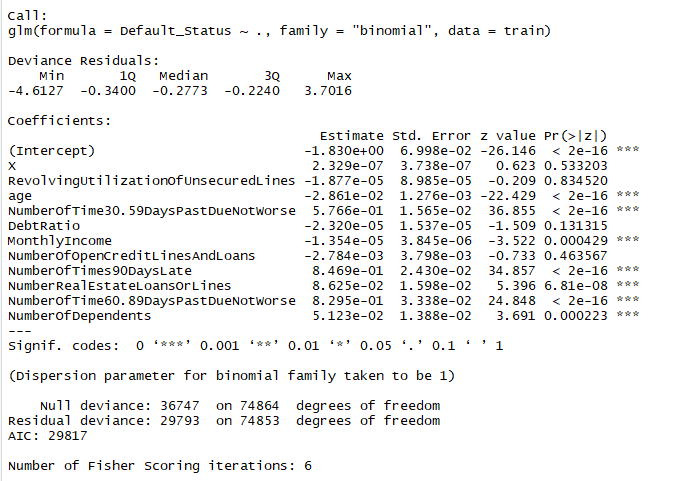 Call:
glm(formula = Default_Status ~ ., family = "binomial", data = train)
Deviance Residuals:
Min 1Q Median 3Q Max
-4.6127 -0.3400 -0.2773 -0.2240 3.7016
Coefficients:
Estimate Std. Error z value Pr(>|z|)
(Intercept) -1.830e+00 6.998e-02 -26.146 < 2e-16 ***
X 2.329e-07 3.738e-07 0.623 0.533203
RevolvingUtilizationOfUnsecuredLines -1.877e-05 8.985e-05 -0.209 0.834520
age -2.861e-02 1.276e-03 -22.429 < 2e-16 ***
NumberOfTime30.59DaysPastDueNotWorse 5.766e-01 1.565e-02 36.855 < 2e-16 ***
DebtRatio -2.320e-05 1.537e-05 -1.509 0.131315
MonthlyIncome -1.354e-05 3.845e-06 -3.522 0.000429 ***
NumberOfOpenCreditLinesAndLoans -2.784e-03 3.798e-03 -0.733 0.463567
NumberOfTimes90DaysLate 8.469e-01 2.430e-02 34.857 < 2e-16 ***
NumberRealEstateLoansOrLines 8.625e-02 1.598e-02 5.396 6.81e-08 ***
NumberOfTime60.89DaysPastDueNotWorse 8.295e-01 3.338e-02 24.848 < 2e-16 ***
NumberOfDependents 5.123e-02 1.388e-02 3.691 0.000223 ***
---
Signif. codes: 0 ‘***’ 0.001 ‘**’ 0.01 ‘*’ 0.05 ‘.’ 0.1 ‘ ’ 1
(Dispersion parameter for binomial family taken to be 1)
Null deviance: 36747 on 74864 degrees of freedom
Residual deviance: 29793 on 74853 degrees of freedom
AIC: 29817
Number of Fisher Scoring iterations: 6